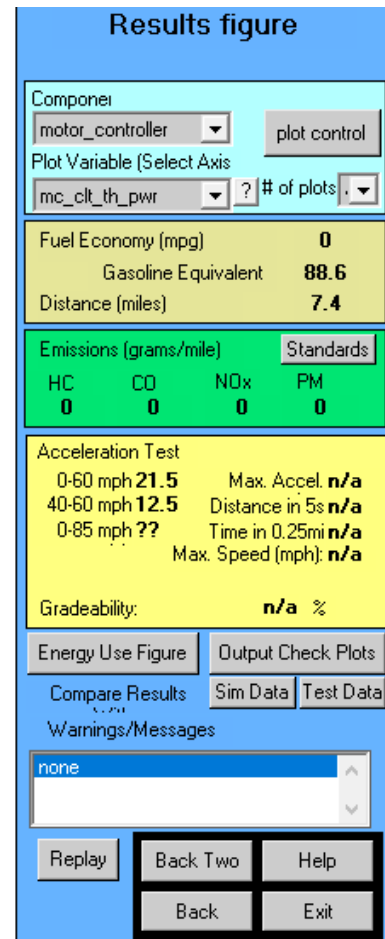 Results figure
Componer
motor_controller
plot control
Plot Variable (Select Axis
mc_clt_th_pwr ? # of plots
Fuel Economy (mpg) 0
Gasoline Equivalent 88.6
Distance (miles) 7.4
Emissions (grams/mile) Standards
HC CO NOx PM
0 0 0 0
Acceleration Test
0-60 mph 21.5 Max. Accel. n/a
40-60 mph 12.5 Distance in 5s n/a
0-85 mph ?? Time in 0.25mi n/a
Max. Speed (mph): n/a
Gradeability: n/a %
Energy Use Figure Output Check Plots
Compare Results Sim Data Test Data
Warnings/Messages
none
Replay Back Two Help
Back Exit